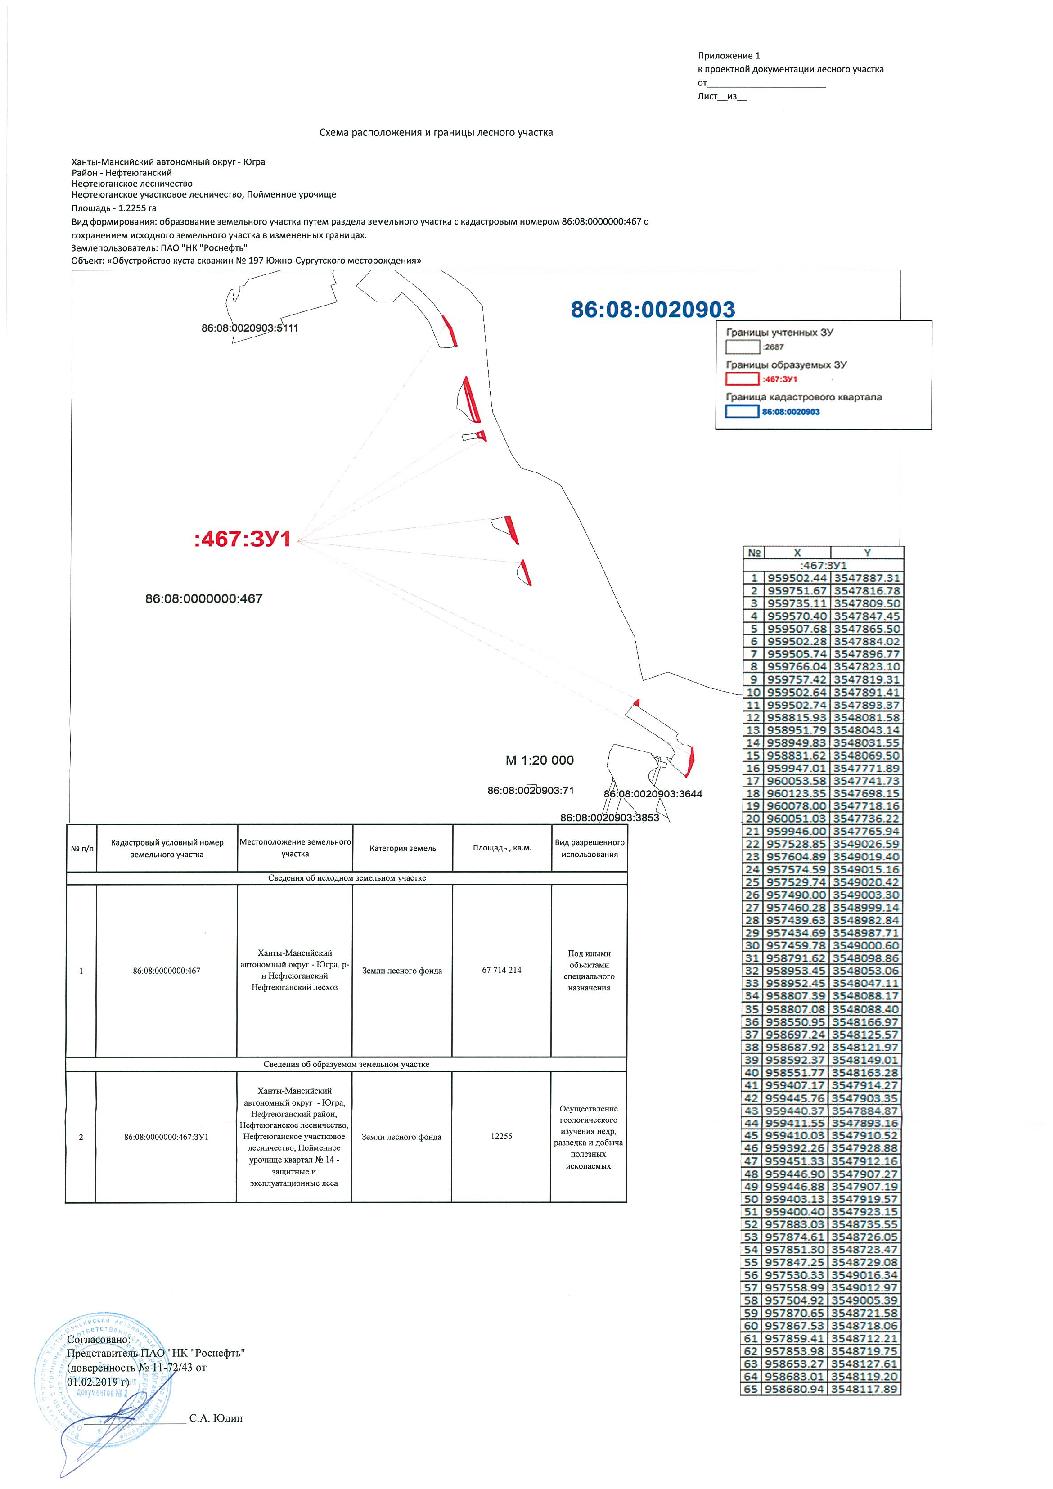 Приложение 1
к проектной документации лесного участка
от
Лист__из__
Схема расположения и границы лесного участка
Ханты-Мансийский автономный округ - Югра
Район - Нефтеюганский
Нефтеюганское лесничество
Нефтеюганское участковое лесничество, Пойменное урочище
Площадь - 1.2255 га
Вид формирования: образование земельного участка путем раздела земельного участка с кадастровым номером 86:08:0000000:467 с
сохранением исходного земельного участка в измененных границах.
Землепользователь: ПАО "НК "Роснефть"
Объект: «Обустройство куста скважин № 197 Южно-Сургутского месторождения»
86:08:0020903
86:08:0020903:5111
Границы учтенных ЗУ
:2687
Границы образуемых ЗУ
:467:ЗУ1
Граница кадастрового квартала
86:08:0020903
:467:ЗУ1
86:08:0000000:467
М 1:20 000
86:08:0020903:71
86:08:0020903:3644
86:08:0020903:3853
№ X Y
:467:ЗУ1
1 959502.44 3547887.31
2 959751.67 3547816.78
3 959735.11 3547809.50
4 959570.40 3547847.45
5 959507.68 3547865.50
6 959502.28 3547884.02
7 959505.74 3547896.77
8 959766.04 3547823.10
9 959757.42 3547819.31
10 959502.64 3547891.41
11 959502.74 3547893.37
12 958815.93 3548081.58
13 958951.79 3548043.14
14 958949.83 3548031.55
15 958831.62 3548069.50
16 959947.01 3547771.89
17 960053.58 3547741.73
18 960123.35 3547698.15
19 960078.00 3547718.16
20 960051.03 3547736.22
21 959946.00 3547765.94
22 957528.85 3549026.59
23 957604.89 3549019.40
24 957574.59 3549015.16
25 957529.74 3549020.42
26 957490.00 3549003.30
27 957460.28 3548999.14
28 957439.63 3548982.84
29 957434.69 3548987.71
30 957459.78 3549000.60
31 958791.62 3548098.86
32 958953.45 3548053.06
33 958952.45 3548047.11
34 958807.39 3548088.17
35 958807.08 3548088.40
36 958550.95 3548166.97
37 958697.24 3548125.57
38 958687.92 3548121.97
39 958592.37 3548149.01
40 958551.77 3548163.28
41 959407.17 3547914.27
42 959445.76 3547903.35
43 959440.37 3547884.87
44 959411.55 3547893.16
45 959410.03 3547910.52
46 959392.26 3547928.88
47 959451.33 3547912.16
48 959446.90 3547907.27
49 959446.88 3547907.19
50 959403.13 3547919.57
51 959400.40 3547923.15
52 957883.03 3548735.55
53 957874.61 3548726.05
54 957851.30 3548723.47
55 957847.25 3548729.08
56 957530.33 3549016.34
57 957558.99 3549012.97
58 957504.92 3549005.39
59 957870.65 3548721.58
60 957867.53 3548718.06
61 957859.41 3548712.21
62 957853.98 3548719.75
63 958653.27 3548127.61
64 958683.01 3548119.20
65 958680.94 3548117.89
№ п/п Кадастровый условный номер земельного участка Местоположение земельного участка Категория земель Площадь, кв.м. Вид разрешенного использования
Сведения об исходном земельном участке
1 86:08:0000000:467 Ханты-Мансийский автономный округ - Югра, р-н Нефтеюганский Нефтеюганский лесхоз Земли лесного фонда 67 714 214 Под иными объектами специального назначения
Сведения об образуемом земельном участке
2 86:08:0000000:467:ЗУ1 Ханты-Мансийский автономный округ - Югра, Нефтеюганский район, Нефтеюганское лесничество, Нефтеюганское участковое лесничество, Пойменное урочище квартал № 14 - защитные и эксплуатационные леса Земли лесного фонда 12255 Осуществление геологического изучения недр, разведка и добыча полезных ископаемых
Согласовано:
Представитель ПАО "НК "Роснефть"
(доверенность № 11-72/43 от
01.02.2019 г)
С.А. Юдин